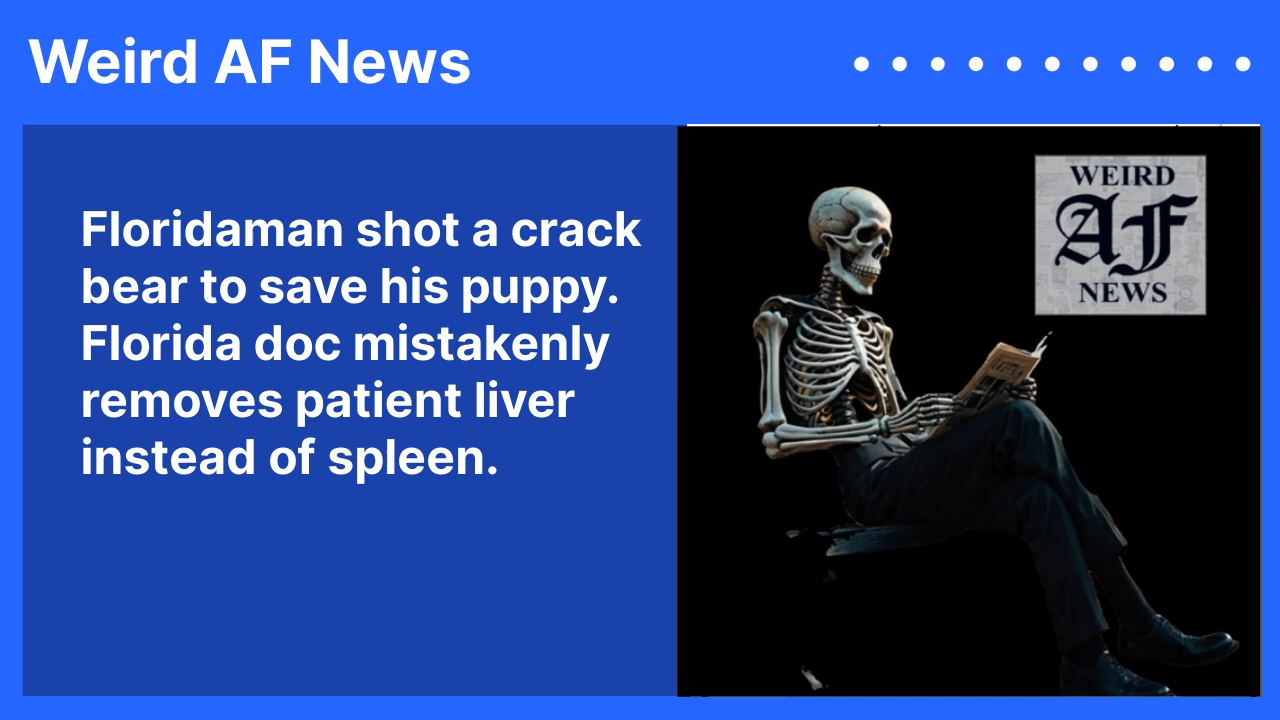 Weird AF News
Floridaman shot a crack
bear to save his puppy.
Florida doc mistakenly
removes patient liver
instead of spleen.
WEIRD
AF
NEWS